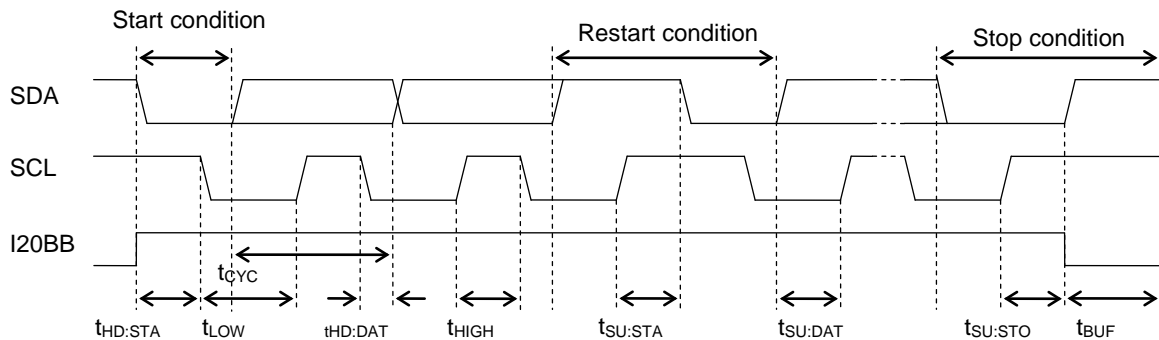 Start condition
Restart condition
Stop condition
SDA
SCL
I20BB
tCYC
tHD:STA
tLOW
tHD:DAT
tHIGH
tSU:STA
tSU:DAT
tSU:STO
tBUF